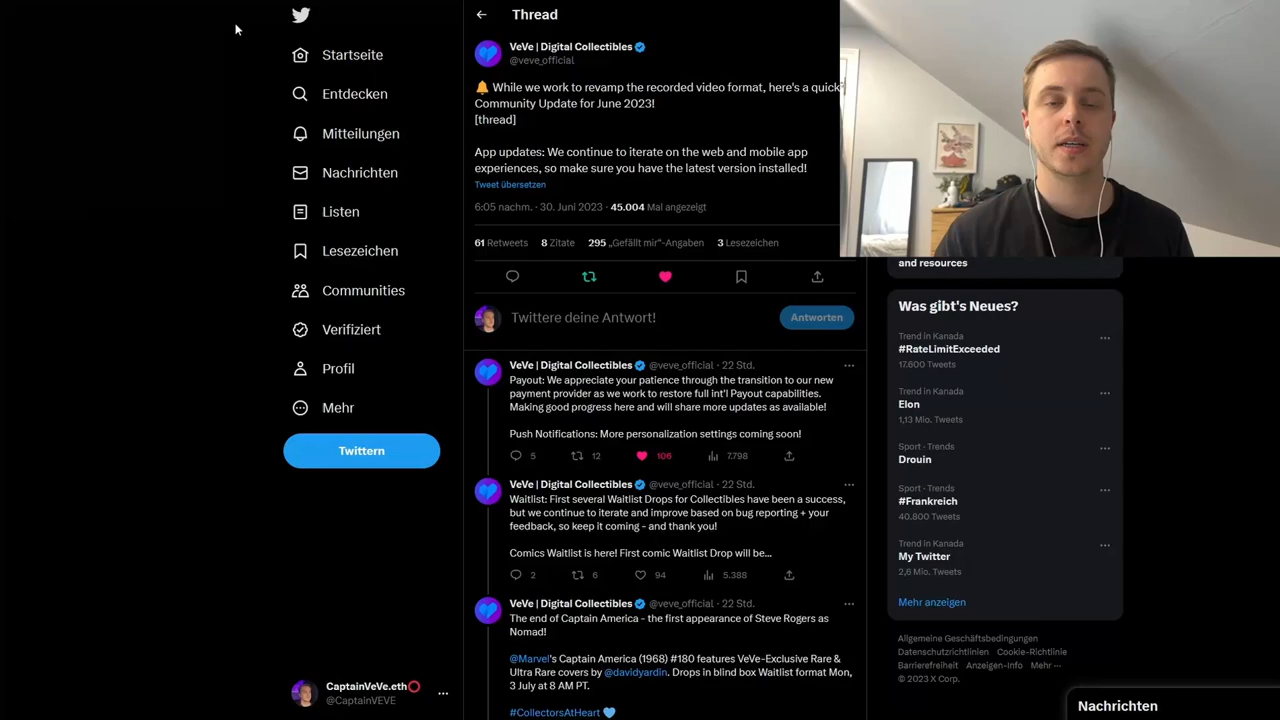 Startseite
Entdecken
Mitteilungen
Nachrichten
Listen
Lesezeichen
Communities
Verifiziert
Profil
Mehr
Twittern
CaptainVeVe.eth
@CaptainVEVE
Thread
VeVe | Digital Collectibles
@veve_official
While we work to revamp the recorded video format, here's a quick
Community Update for June 2023!
[thread]
App updates: We continue to iterate on the web and mobile app
experiences, so make sure you have the latest version installed!
Tweet übersetzen
6:05 nachm. · 30. Juni 2023 · 45.004 Mal angezeigt
61 Retweets 8 Zitate 295 „Gefällt mir“-Angaben 3 Lesezeichen
Twittere deine Antwort!
Antworten
VeVe | Digital Collectibles @veve_official · 22 Std.
Payout: We appreciate your patience through the transition to our new
payment provider as we work to restore full int'l Payout capabilities.
Making good progress here and will share more updates as available!
Push Notifications: More personalization settings coming soon!
5 12 106 7.798
VeVe | Digital Collectibles @veve_official · 22 Std.
Waitlist: First several Waitlist Drops for Collectibles have been a success,
but we continue to iterate and improve based on bug reporting + your
feedback, so keep it coming - and thank you!
Comics Waitlist is here! First comic Waitlist Drop will be...
2 6 94 5.388
VeVe | Digital Collectibles @veve_official · 22 Std.
The end of Captain America - the first appearance of Steve Rogers as
Nomad!
@Marvel's Captain America (1968) #180 features VeVe-Exclusive Rare &
Ultra Rare covers by @davidyardin. Drops in blind box Waitlist format Mon,
3 July at 8 AM PT.
#CollectorsAtHeart
and resources
Was gibt's Neues?
Trend in Kanada
#RateLimitExceeded
17.600 Tweets
Trend in Kanada
Elon
1,13 Mio. Tweets
Sport · Trends
Drouin
Sport · Trends
#Frankreich
40.800 Tweets
Trend in Kanada
My Twitter
2,6 Mio. Tweets
Mehr anzeigen
Allgemeine Geschäftsbedingungen
Datenschutzrichtlinien Cookie-Richtlinie
Barrierefreiheit Anzeigen-Info Mehr ···
© 2023 X Corp.
Nachrichten